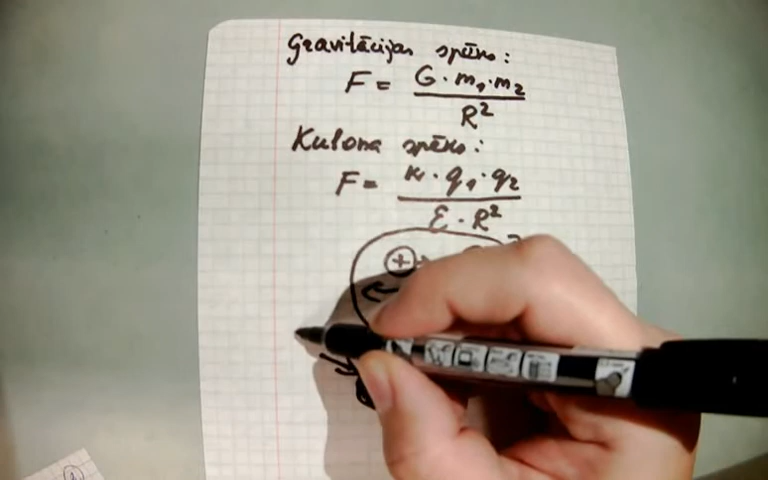 Gravitācijas spēks:
F = G · m₁ · m₂ / R²
Kulona spēks:
F = k · q₁ · q₂ / ε · R²
+